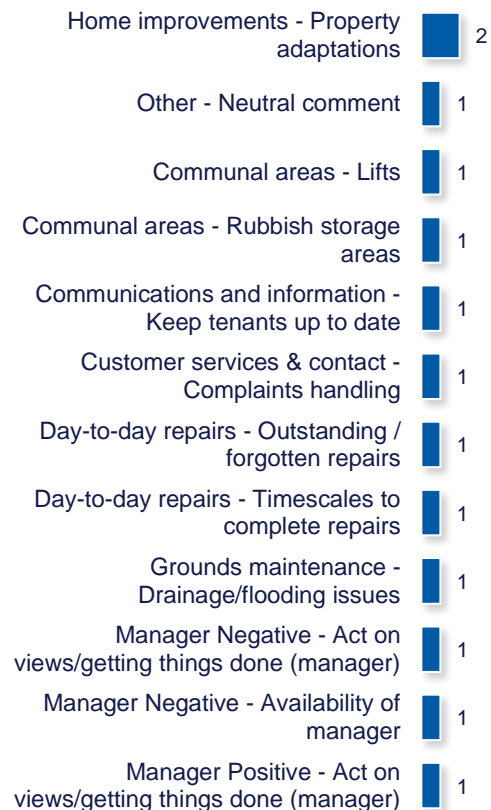 Home improvements - Property
adaptations
2
Other - Neutral comment
1
Communal areas - Lifts
1
Communal areas - Rubbish storage
areas
1
Communications and information -
Keep tenants up to date
1
Customer services & contact -
Complaints handling
1
Day-to-day repairs - Outstanding /
forgotten repairs
1
Day-to-day repairs - Timescales to
complete repairs
1
Grounds maintenance -
Drainage/flooding issues
1
Manager Negative - Act on
views/getting things done (manager)
1
Manager Negative - Availability of
manager
1
Manager Positive - Act on
views/getting things done (manager)
1